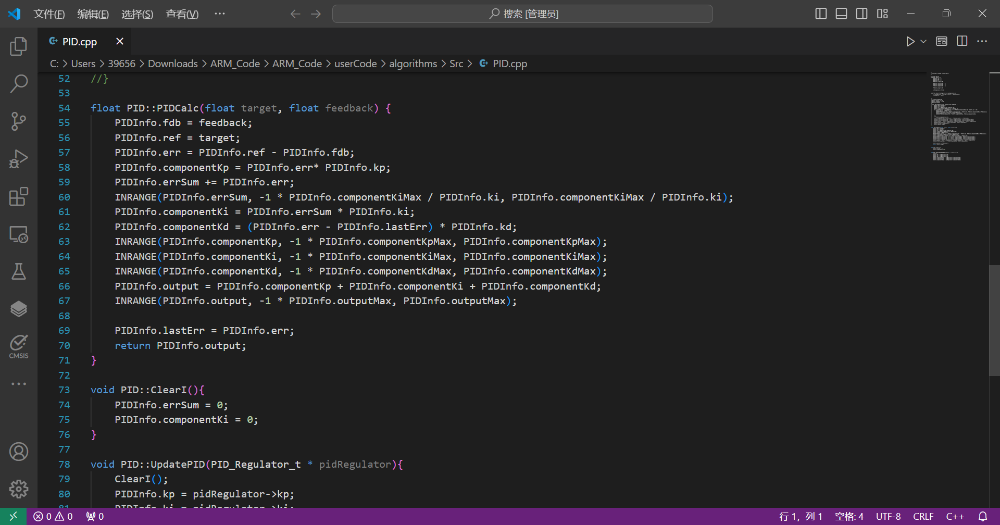 文件(F) 编辑(E) 选择(S) 查看(V) ··· 搜索 [管理员]
PID.cpp
C: > Users > 39656 > Downloads > ARM_Code > ARM_Code > userCode > algorithms > Src > PID.cpp
52 //}
53
54 float PID::PIDCalc(float target, float feedback) {
55 PIDInfo.fdb = feedback;
56 PIDInfo.ref = target;
57 PIDInfo.err = PIDInfo.ref - PIDInfo.fdb;
58 PIDInfo.componentKp = PIDInfo.err* PIDInfo.kp;
59 PIDInfo.errSum += PIDInfo.err;
60 INRANGE(PIDInfo.errSum, -1 * PIDInfo.componentKiMax / PIDInfo.ki, PIDInfo.componentKiMax / PIDInfo.ki);
61 PIDInfo.componentKi = PIDInfo.errSum * PIDInfo.ki;
62 PIDInfo.componentKd = (PIDInfo.err - PIDInfo.lastErr) * PIDInfo.kd;
63 INRANGE(PIDInfo.componentKp, -1 * PIDInfo.componentKpMax, PIDInfo.componentKpMax);
64 INRANGE(PIDInfo.componentKi, -1 * PIDInfo.componentKiMax, PIDInfo.componentKiMax);
65 INRANGE(PIDInfo.componentKd, -1 * PIDInfo.componentKdMax, PIDInfo.componentKdMax);
66 PIDInfo.output = PIDInfo.componentKp + PIDInfo.componentKi + PIDInfo.componentKd;
67 INRANGE(PIDInfo.output, -1 * PIDInfo.outputMax, PIDInfo.outputMax);
68
69 PIDInfo.lastErr = PIDInfo.err;
70 return PIDInfo.output;
71 }
72
73 void PID::ClearI(){
74 PIDInfo.errSum = 0;
75 PIDInfo.componentKi = 0;
76 }
77
78 void PID::UpdatePID(PID_Regulator_t * pidRegulator){
79 ClearI();
80 PIDInfo.kp = pidRegulator->kp;
81 PIDInfo.ki = pidRegulator->ki;
CMSIS
0 0 0 行 1, 列 1 空格: 4 UTF-8 CRLF C++